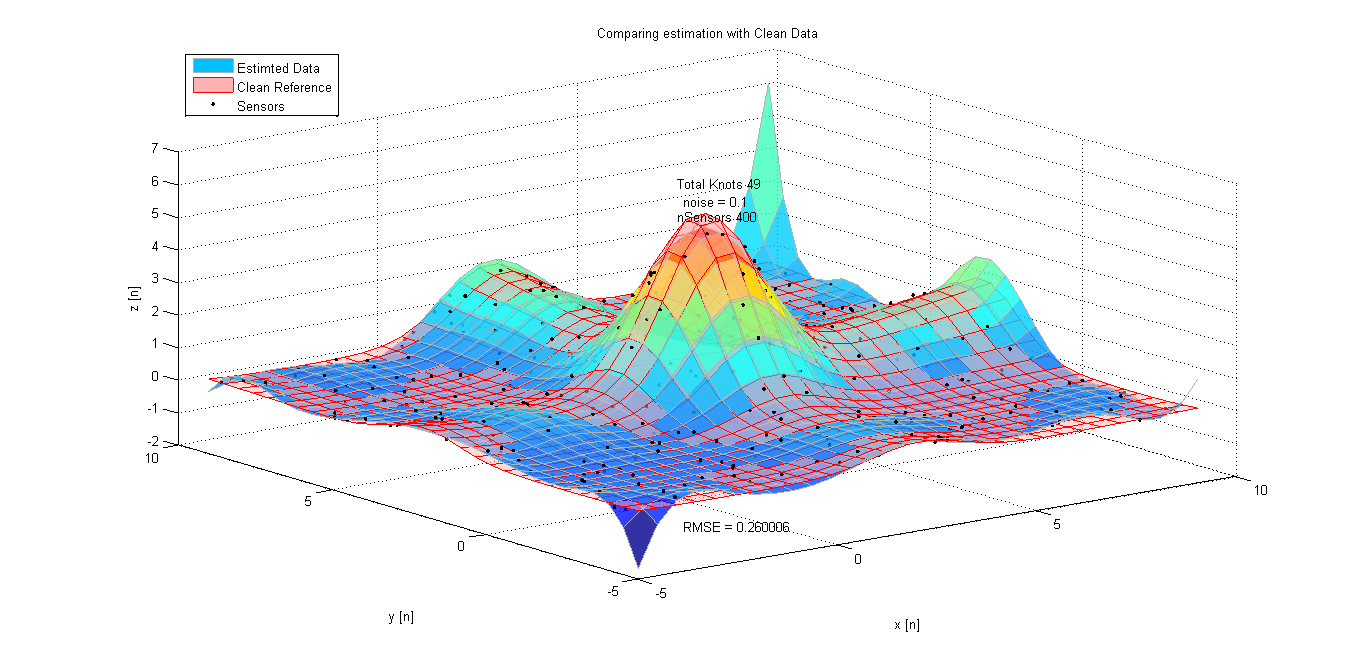 Comparing estimation with Clean Data
Estimted Data
Clean Reference
Sensors
Total Knots 49
noise = 0.1
nSensors 400
RMSE = 0.260006
z [n]
7
6
5
4
3
2
1
0
-1
-2
10
5
0
-5
y [n]
-5
0
5
10
x [n]